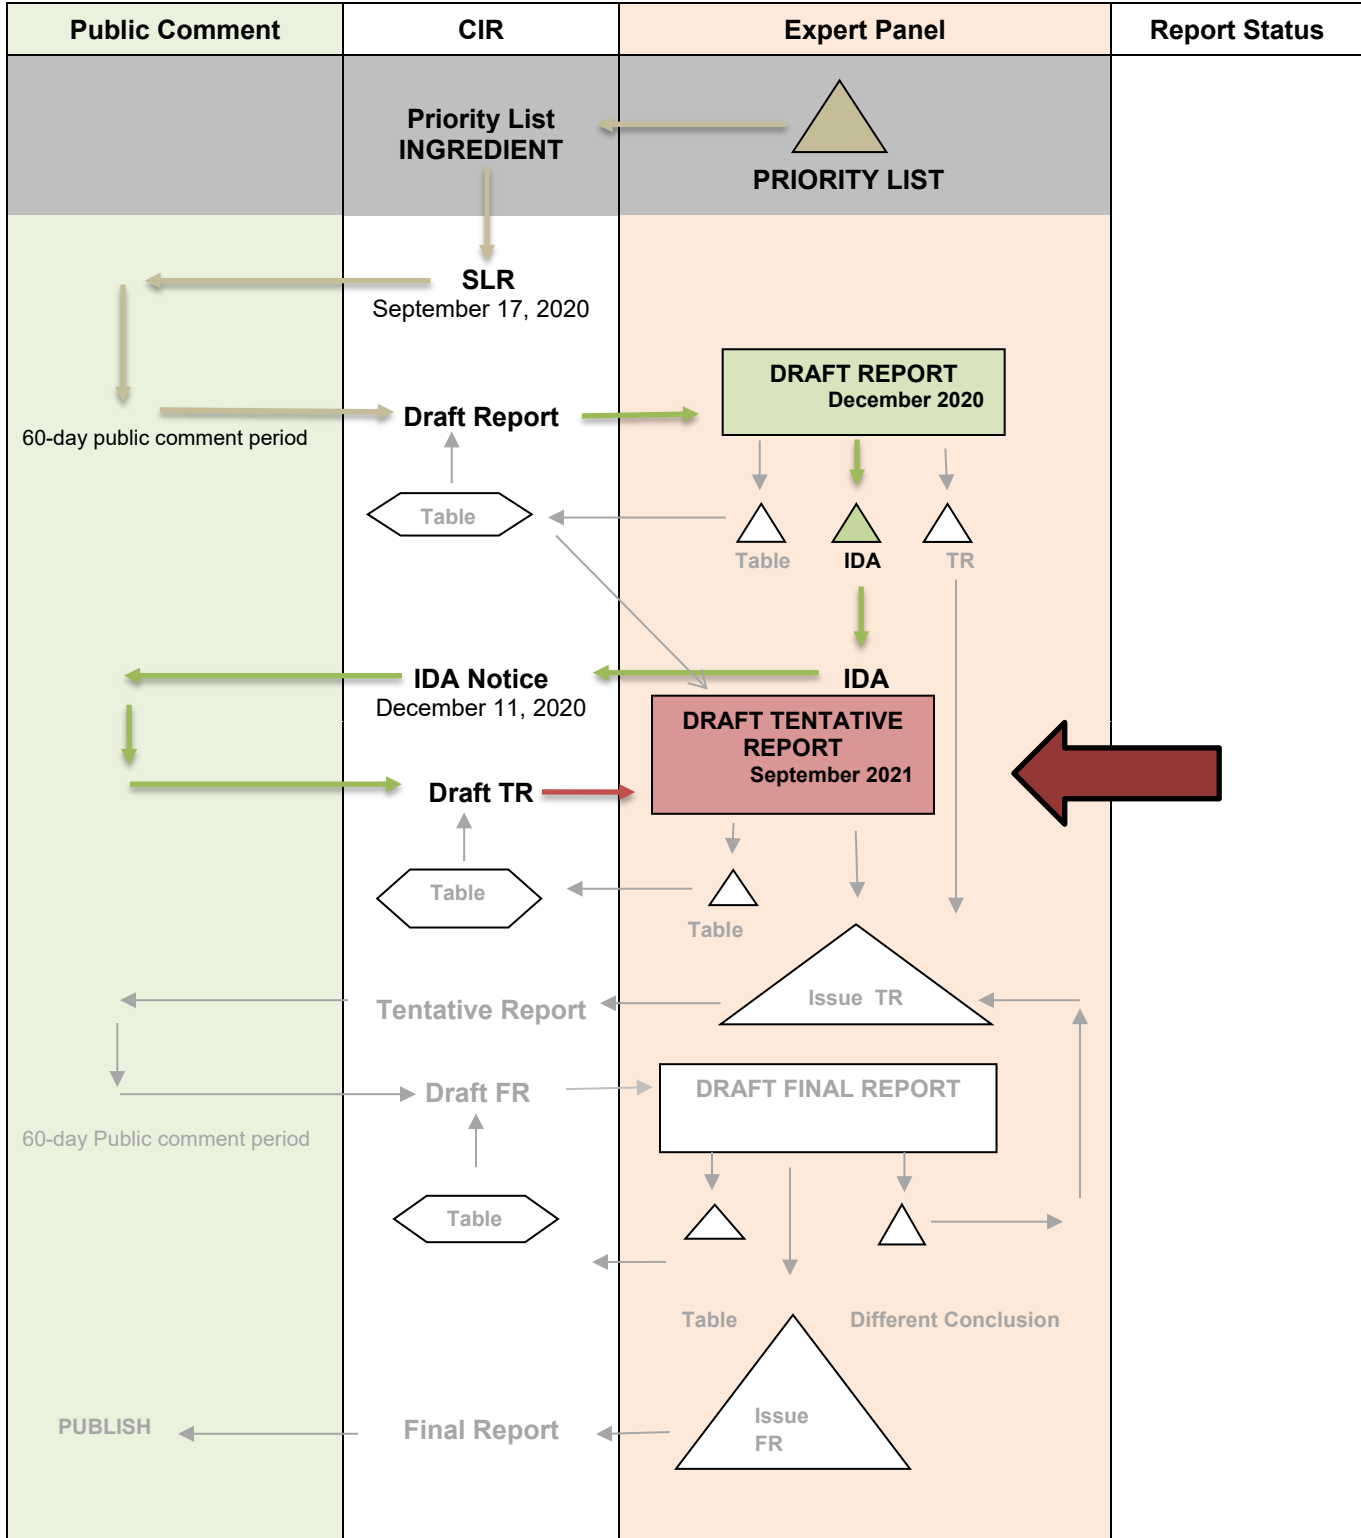 Public Comment
CIR
Expert Panel
Report Status
Priority List
INGREDIENT
PRIORITY LIST
SLR
September 17, 2020
DRAFT REPORT
December 2020
60-day public comment period
Draft Report
Table
Table
IDA
TR
IDA Notice
December 11, 2020
IDA
DRAFT TENTATIVE
REPORT
September 2021
Draft TR
Table
Table
Issue TR
Tentative Report
Draft FR
DRAFT FINAL REPORT
60-day Public comment period
Table
Table
Different Conclusion
PUBLISH
Final Report
Issue
FR